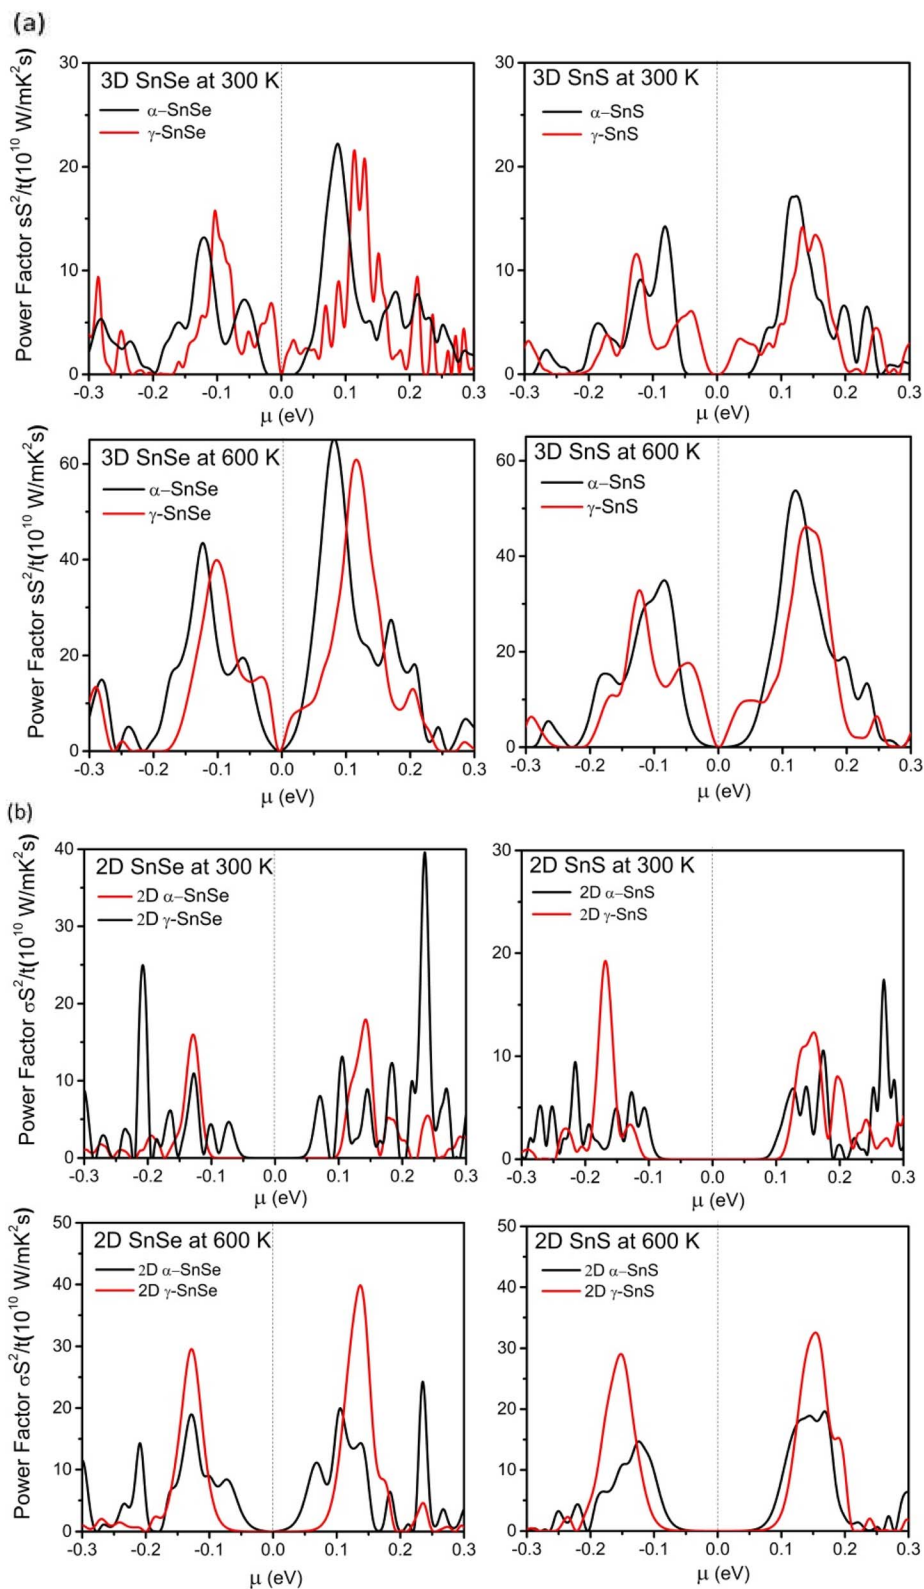 (a)
3D SnSe at 300 K
α–SnSe
γ-SnSe
Power Factor sS²/t(10¹⁰ W/mK²s)
30
20
10
0
-0.3 -0.2 -0.1 0.0 0.1 0.2 0.3
μ (eV)
3D SnS at 300 K
α–SnS
γ-SnS
30
20
10
0
-0.3 -0.2 -0.1 0.0 0.1 0.2 0.3
μ (eV)
3D SnSe at 600 K
α–SnSe
γ-SnSe
Power Factor sS²/t(10¹⁰ W/mK²s)
60
40
20
0
-0.3 -0.2 -0.1 0.0 0.1 0.2 0.3
μ (eV)
3D SnS at 600 K
α–SnS
γ-SnS
60
40
20
0
-0.3 -0.2 -0.1 0.0 0.1 0.2 0.3
μ (eV)
(b)
2D SnSe at 300 K
2D α–SnSe
2D γ-SnSe
Power Factor σS²/t(10¹⁰ W/mK²s)
40
30
20
10
0
-0.3 -0.2 -0.1 0.0 0.1 0.2 0.3
μ (eV)
2D SnS at 300 K
2D α–SnS
2D γ-SnS
30
20
10
0
-0.3 -0.2 -0.1 0.0 0.1 0.2 0.3
μ (eV)
2D SnSe at 600 K
2D α–SnSe
2D γ-SnSe
Power Factor σS²/t(10¹⁰ W/mK²s)
50
40
30
20
10
0
-0.3 -0.2 -0.1 0.0 0.1 0.2 0.3
μ (eV)
2D SnS at 600 K
2D α–SnS
2D γ-SnS
50
40
30
20
10
0
-0.3 -0.2 -0.1 0.0 0.1 0.2 0.3
μ (eV)